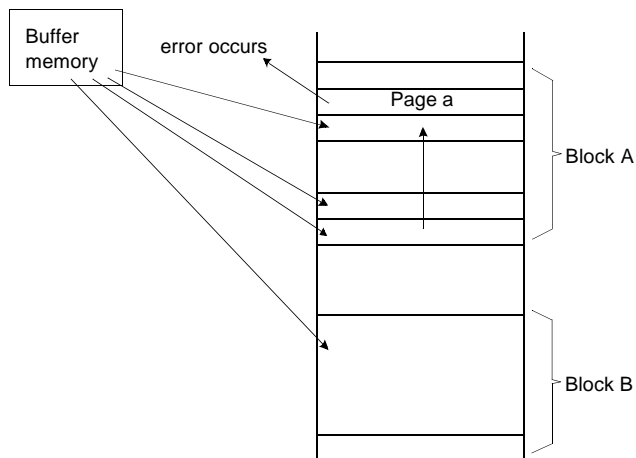 Buffer
memory
error occurs
Page a
Block A
Block B